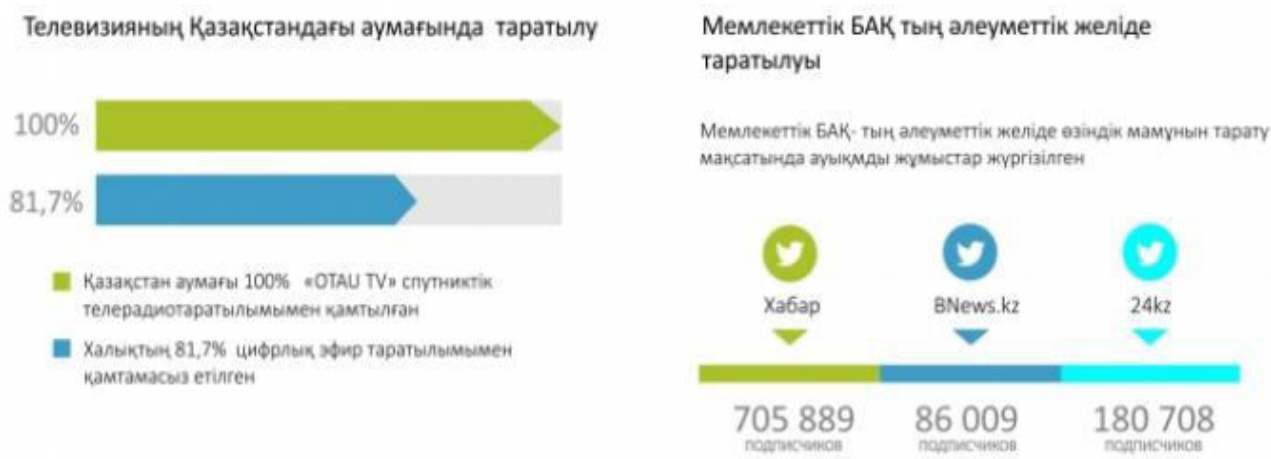 Телевизияның Қазақстандағы аумағында таратылу
100%
81,7%
Қазақстан аумағы 100% «OTAU TV» спутниктік
телерадиотаратылымымен қамтылған
Халықтың 81,7% цифрлық эфир таратылымымен
қамтамасыз етілген
Мемлекеттік БАҚ тың әлеуметтік желіде
таратылуы
Мемлекеттік БАҚ- тың әлеуметтік желіде өзіндік мамұнын тарату
мақсатында ауықмды жұмыстар жүргізілген
Хабар
BNews.kz
24kz
705 889
86 009
180 708
подписчиков
подписчиков
подписчиков